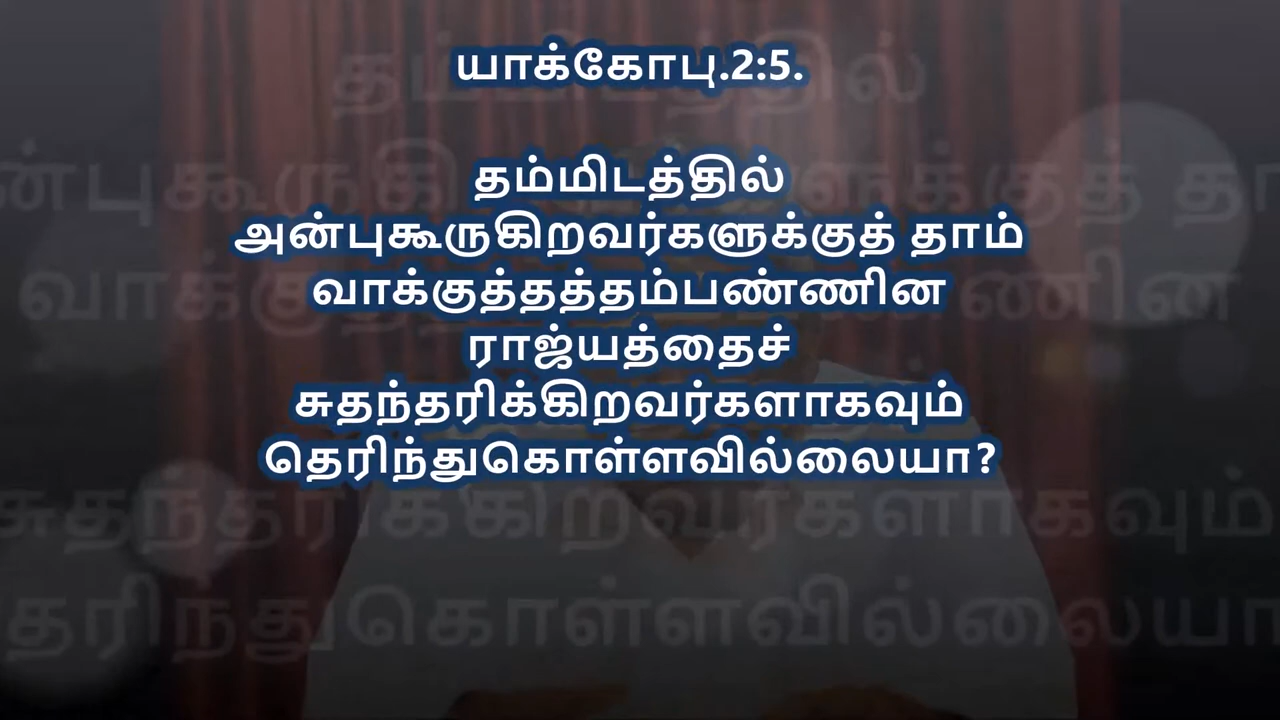 யாக்கோபு.2:5.
தம்மிடத்தில்
அன்புகூருகிறவர்களுக்குத் தாம்
வாக்குத்தத்தம்பண்ணின
ராஜ்யத்தைச்
சுதந்தரிக்கிறவர்களாகவும்
தெரிந்துகொள்ளவில்லையா?